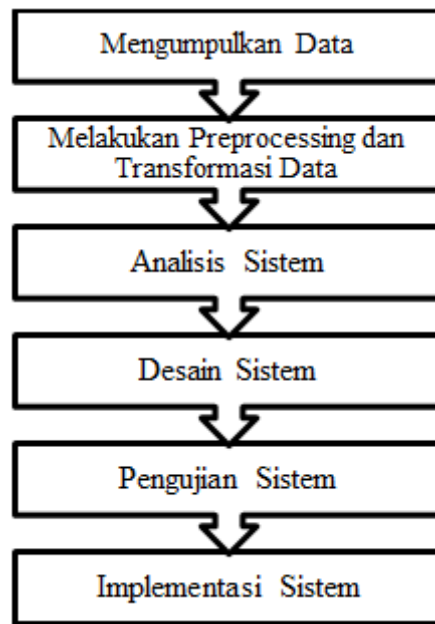 Mengumpulkan Data
Melakukan Preprocessing dan
Transformasi Data
Analisis Sistem
Desain Sistem
Pengujian Sistem
Implementasi Sistem